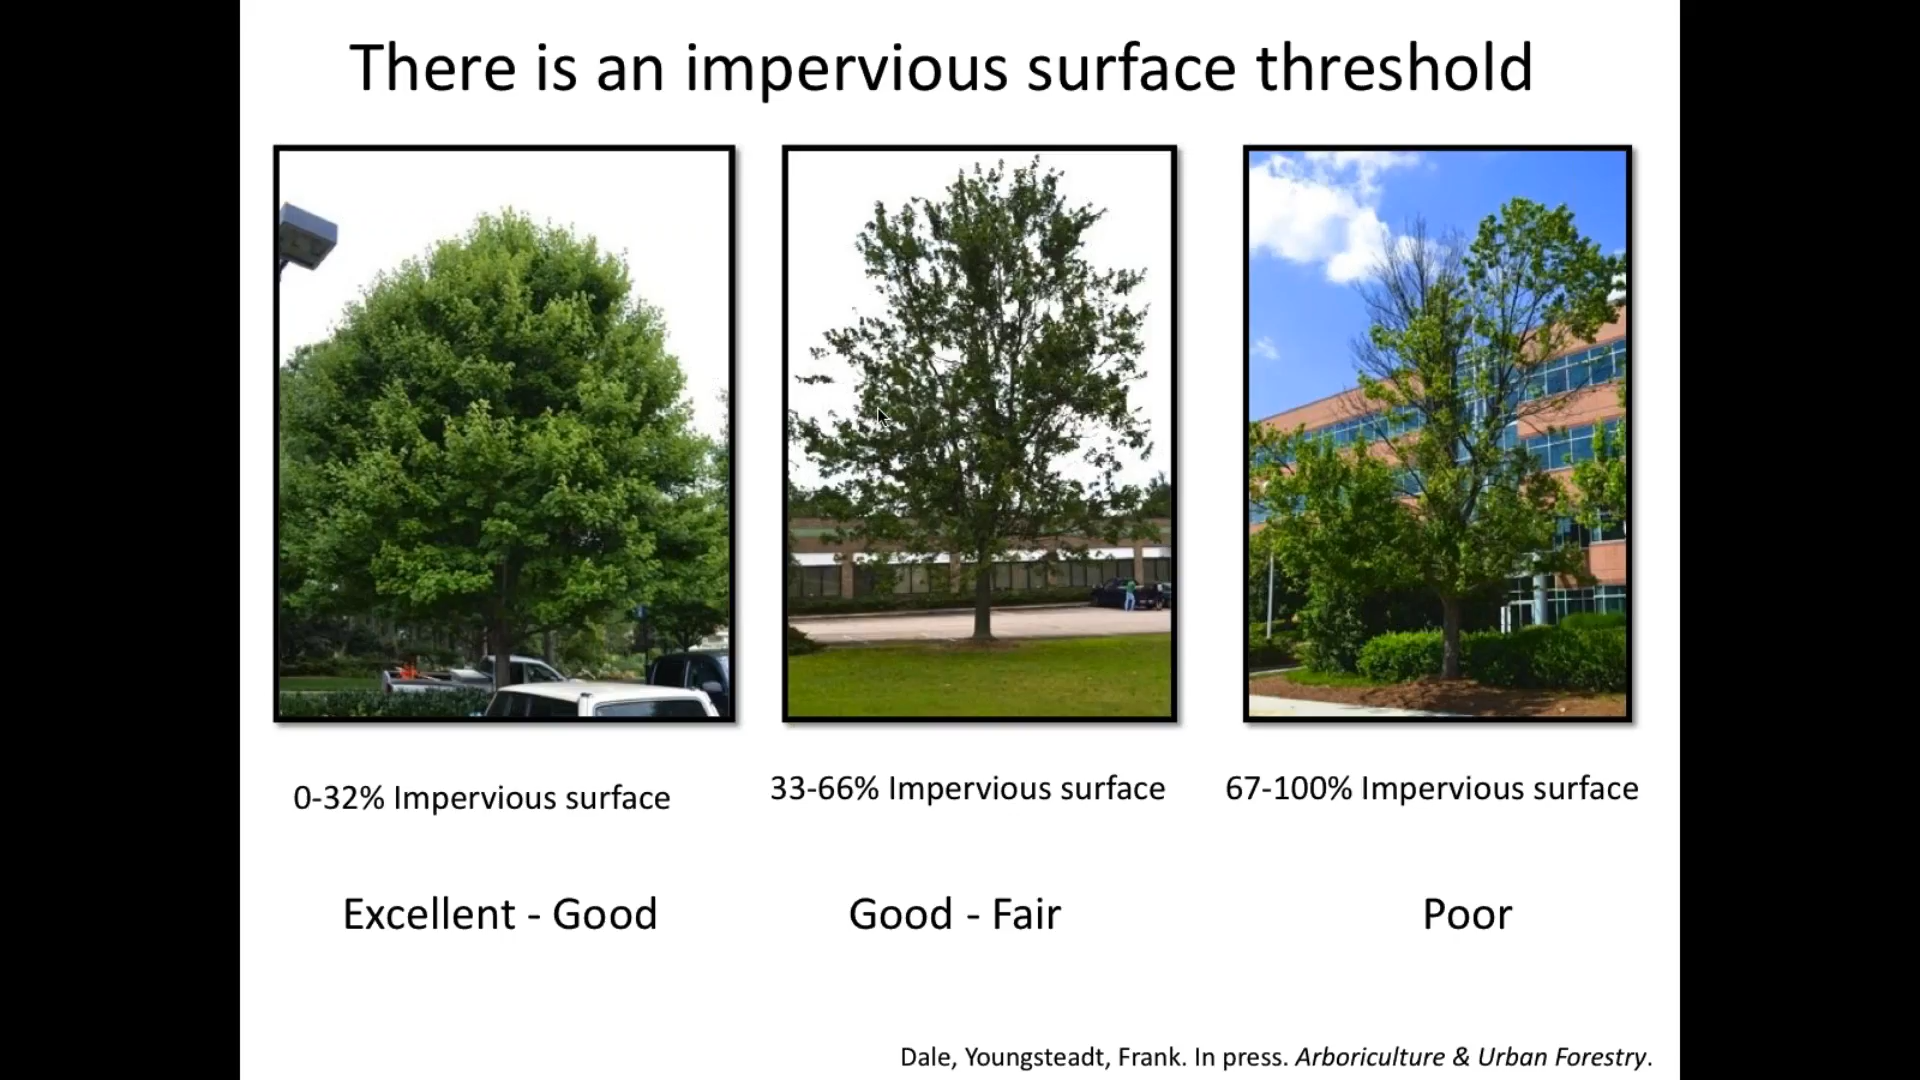 There is an impervious surface threshold
0-32% Impervious surface
33-66% Impervious surface
67-100% Impervious surface
Excellent - Good
Good - Fair
Poor
Dale, Youngsteadt, Frank. In press. Arboriculture & Urban Forestry.